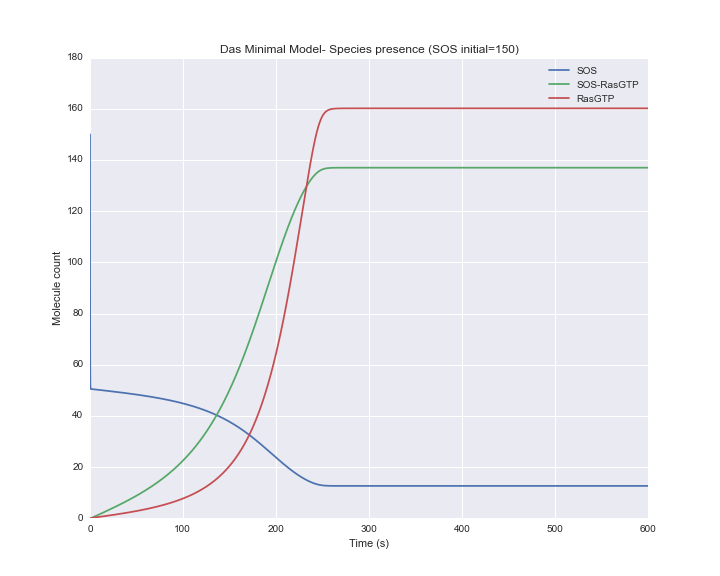 Das Minimal Model- Species presence (SOS initial=150)
180
160
140
120
100
80
60
40
20
0
Molecule count
SOS
SOS-RasGTP
RasGTP
0 100 200 300 400 500 600
Time (s)